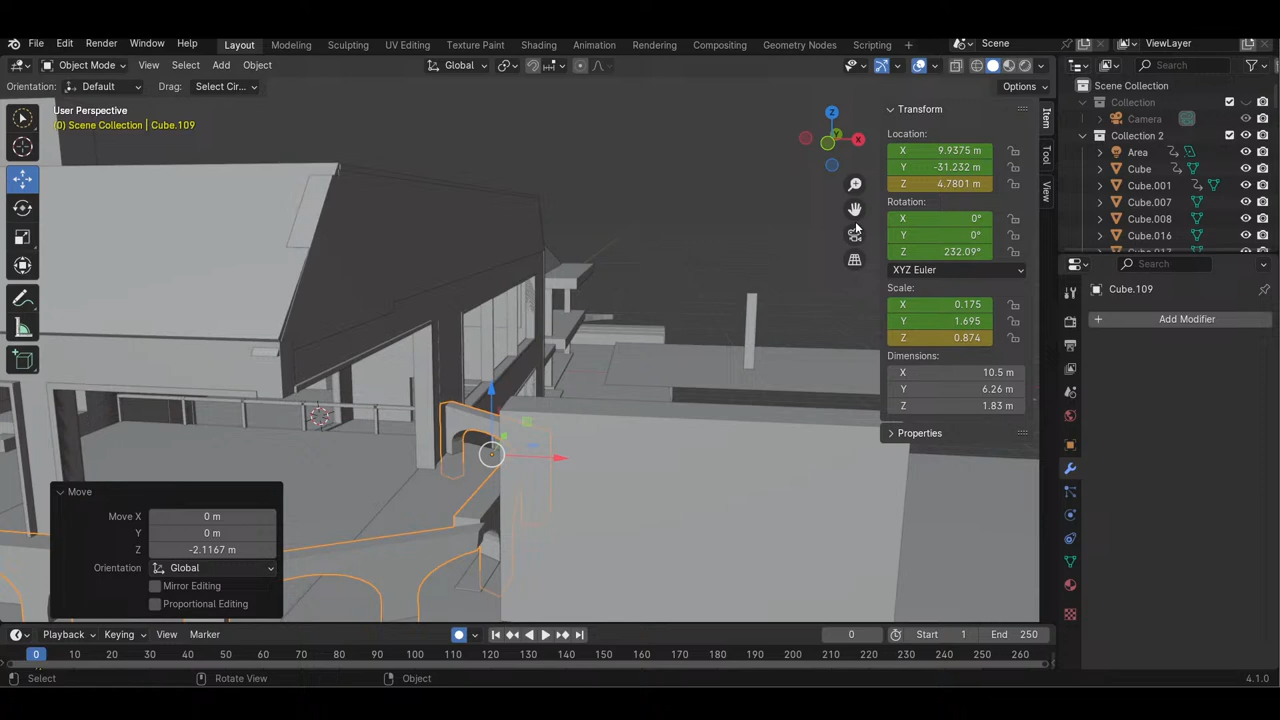 File Edit Render Window Help Layout Modeling Sculpting UV Editing Texture Paint Shading Animation Rendering Compositing Geometry Nodes Scripting + Scene ViewLayer
Object Mode View Select Add Object Global Search
Orientation: Default Drag: Select Cir... Options
User Perspective
(0) Scene Collection | Cube.109
Z
Y
X
Transform
Location:
X 9.9375 m
Y -31.232 m
Z 4.7801 m
Rotation:
X 0°
Y 0°
Z 232.09°
XYZ Euler
Scale:
X 0.175
Y 1.695
Z 0.874
Dimensions:
X 10.5 m
Y 6.26 m
Z 1.83 m
Properties
Item
Tool
View
Scene Collection
Collection
Camera
Collection 2
Area
Cube
Cube.001
Cube.007
Cube.008
Cube.016
Search
Cube.109
+ Add Modifier
Move
Move X 0 m
Y 0 m
Z -2.1167 m
Orientation Global
Mirror Editing
Proportional Editing
Playback Keying View Marker 0 Start 1 End 250
0 10 20 30 40 50 60 70 80 90 100 110 120 130 140 150 160 170 180 190 200 210 220 230 240 250 260
Select Rotate View Object 4.1.0